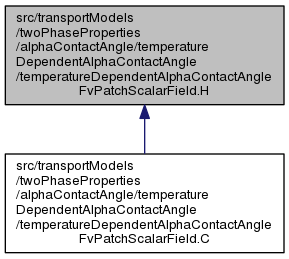 src/transportModels
/twoPhaseProperties
/alphaContactAngle/temperature
DependentAlphaContactAngle
/temperatureDependentAlphaContactAngle
FvPatchScalarField.H
src/transportModels
/twoPhaseProperties
/alphaContactAngle/temperature
DependentAlphaContactAngle
/temperatureDependentAlphaContactAngle
FvPatchScalarField.C